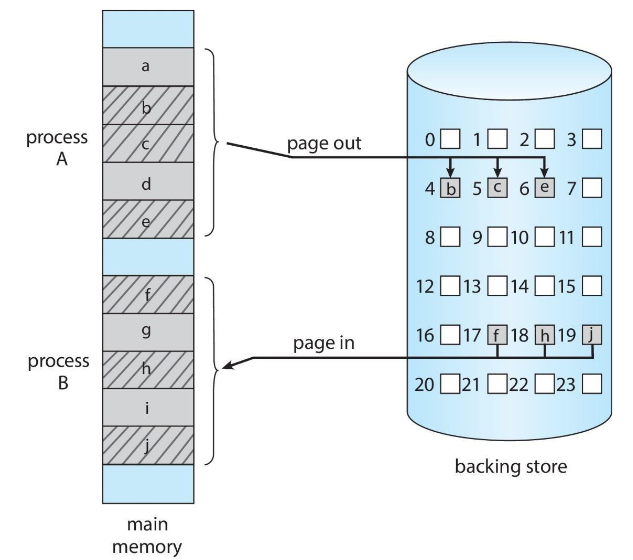 process
A
a
b
c
d
e
page out
process
B
f
g
h
i
j
page in
main
memory
0 1 2 3
4 b 5 c 6 e 7
8 9 10 11
12 13 14 15
16 17 f 18 h 19 j
20 21 22 23
backing store